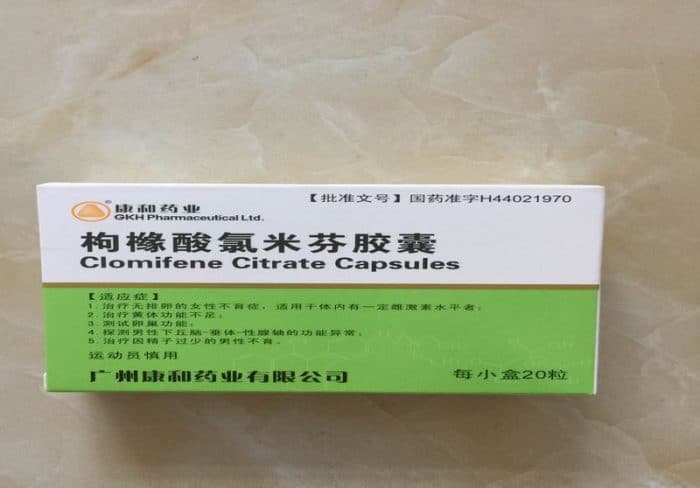 康和药业
GKH Pharmaceutical Ltd.
【批准文号】国药准字H44021970
枸橼酸氯米芬胶囊
Clomifene Citrate Capsules
【适应症】
1.治疗无排卵的女性不育症，适用于体内有一定雌激素水平者；
2.治疗黄体功能不足；
3.测试卵巢功能；
4.探测男性下丘脑-垂体-性腺轴的功能异常；
5.治疗因精子过少的男性不育。
运动员慎用
广州康和药业有限公司
每小盒20粒